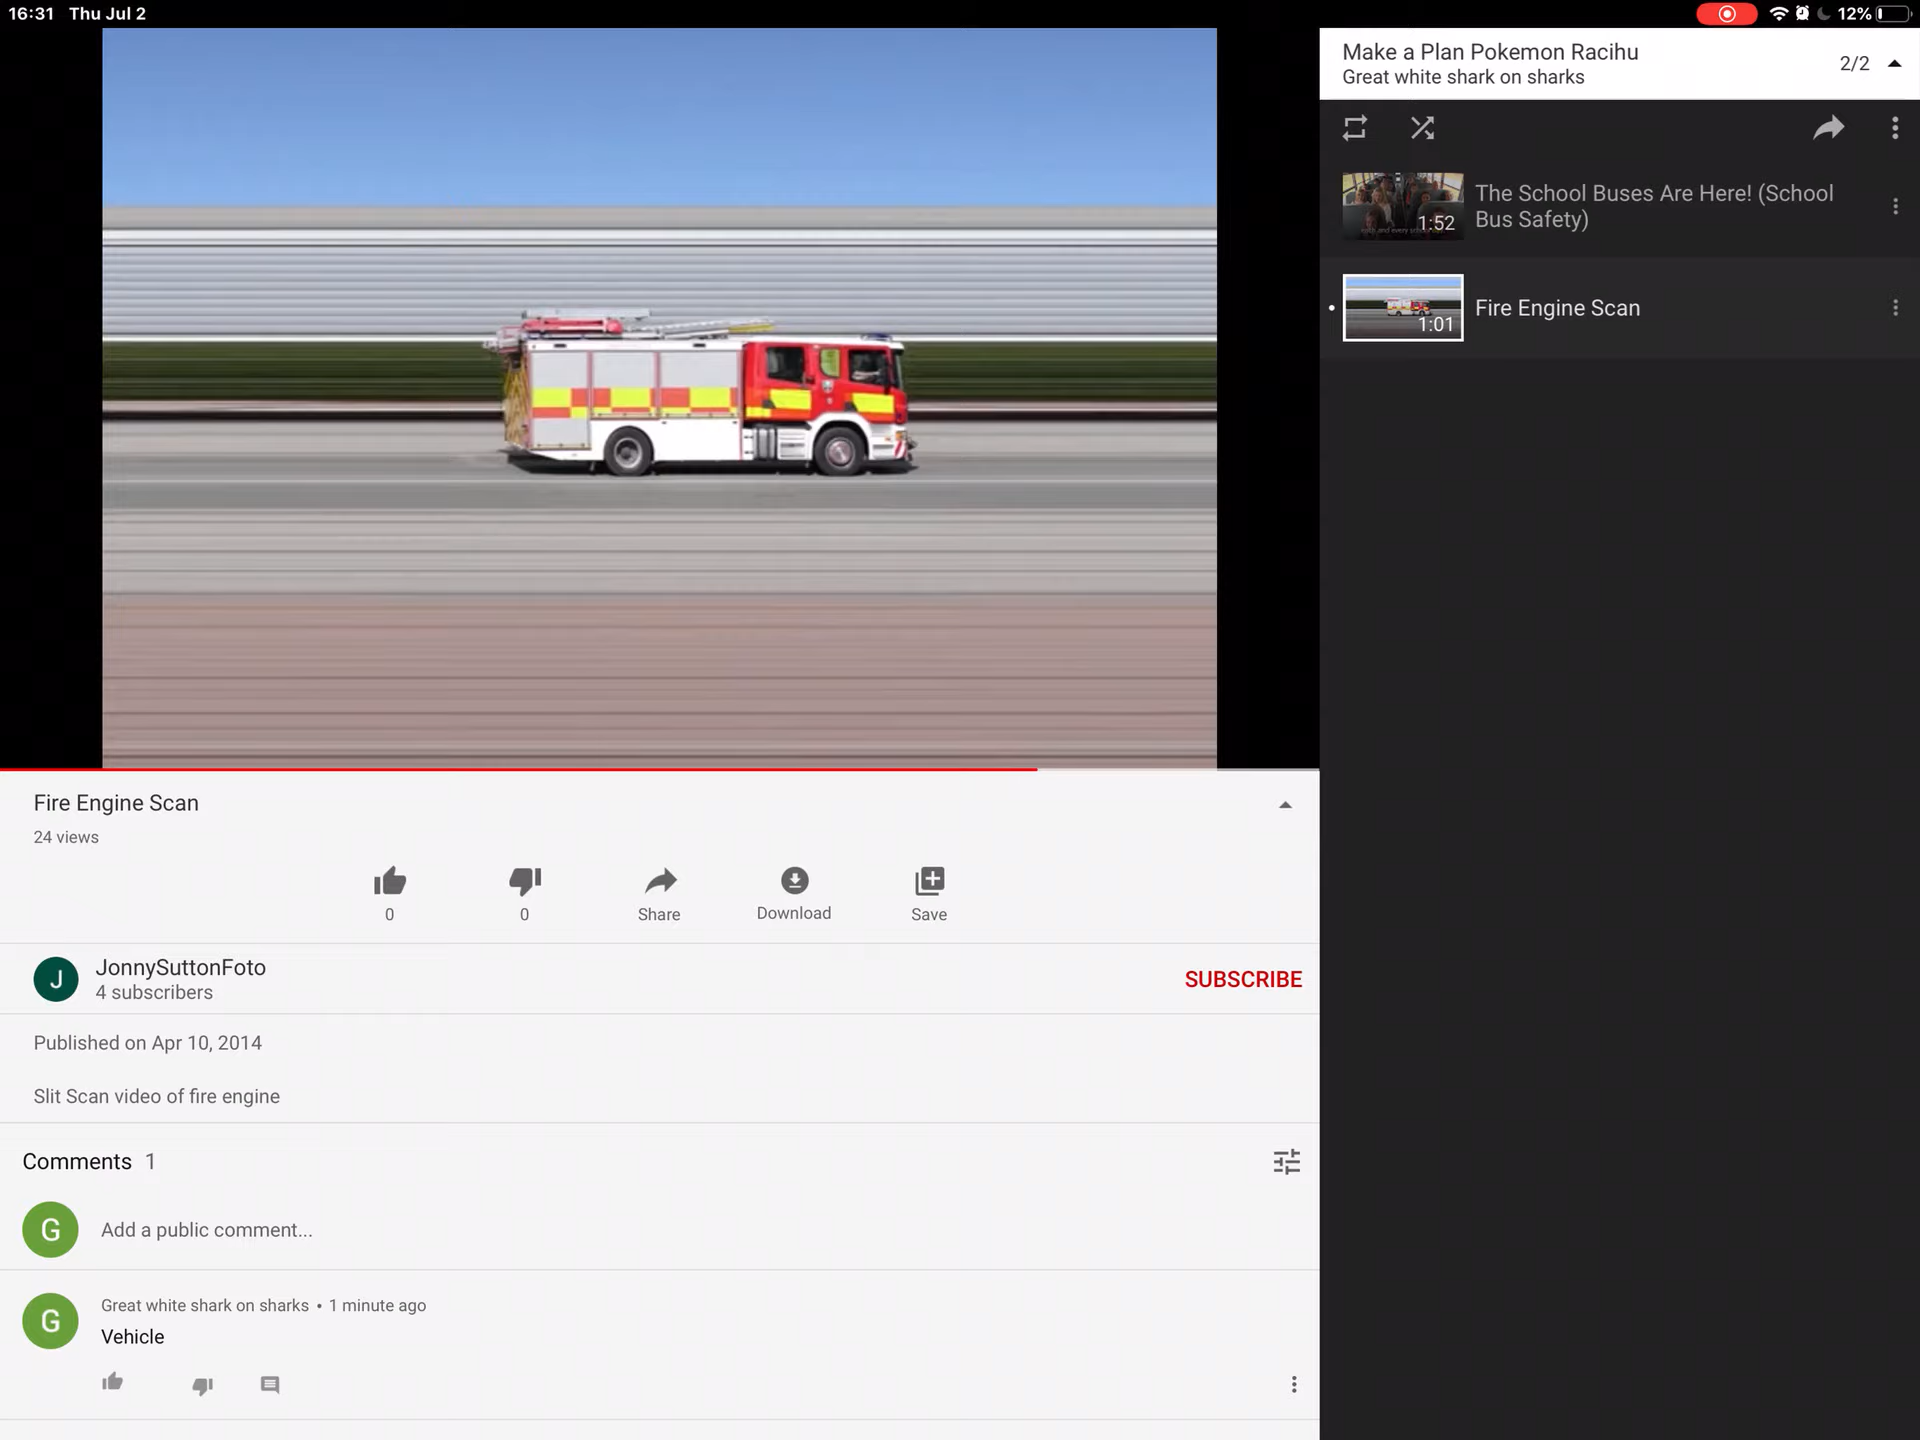 16:31 Thu Jul 2
12%
Make a Plan Pokemon Racihu
Great white shark on sharks
2/2
1:52
The School Buses Are Here! (School
Bus Safety)
1:01
Fire Engine Scan
Fire Engine Scan
24 views
0
0
Share
Download
Save
J
JonnySuttonFoto
4 subscribers
SUBSCRIBE
Published on Apr 10, 2014
Slit Scan video of fire engine
Comments 1
G
Add a public comment...
G
Great white shark on sharks • 1 minute ago
Vehicle